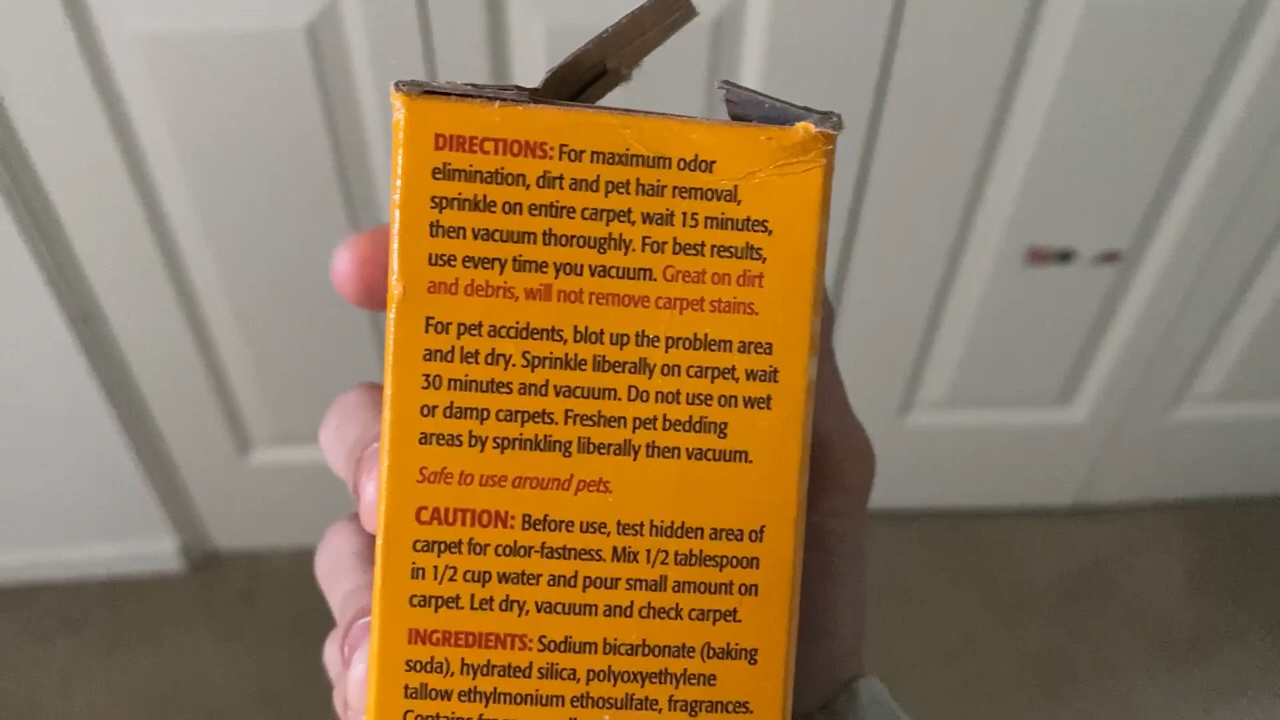 DIRECTIONS: For maximum odor
elimination, dirt and pet hair removal,
sprinkle on entire carpet, wait 15 minutes,
then vacuum thoroughly. For best results,
use every time you vacuum. Great on dirt
and debris, will not remove carpet stains.
For pet accidents, blot up the problem area
and let dry. Sprinkle liberally on carpet, wait
30 minutes and vacuum. Do not use on wet
or damp carpets. Freshen pet bedding
areas by sprinkling liberally then vacuum.
Safe to use around pets.
CAUTION: Before use, test hidden area of
carpet for color-fastness. Mix 1/2 tablespoon
in 1/2 cup water and pour small amount on
carpet. Let dry, vacuum and check carpet.
INGREDIENTS: Sodium bicarbonate (baking
soda), hydrated silica, polyoxyethylene
tallow ethylmonium ethosulfate, fragrances.
Contains